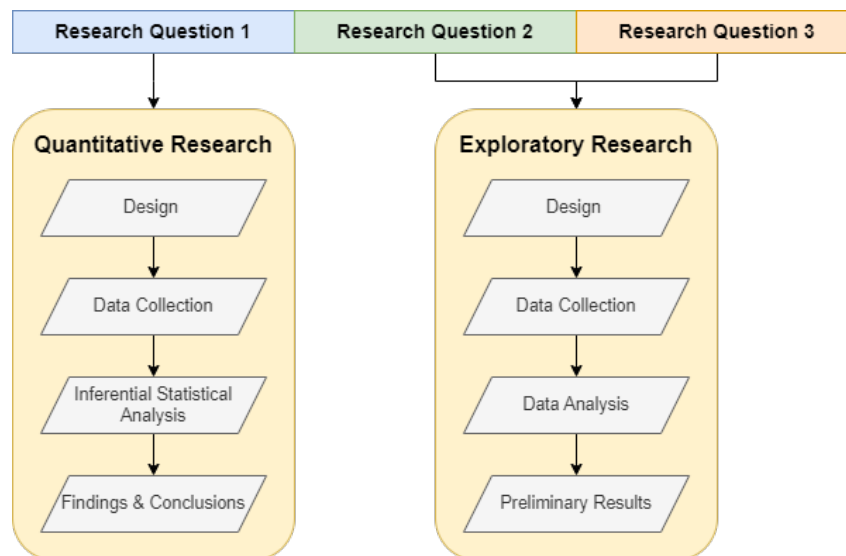 Research Question 1
Research Question 2
Research Question 3
Quantitative Research
Design
Data Collection
Inferential Statistical
Analysis
Findings & Conclusions
Exploratory Research
Design
Data Collection
Data Analysis
Preliminary Results